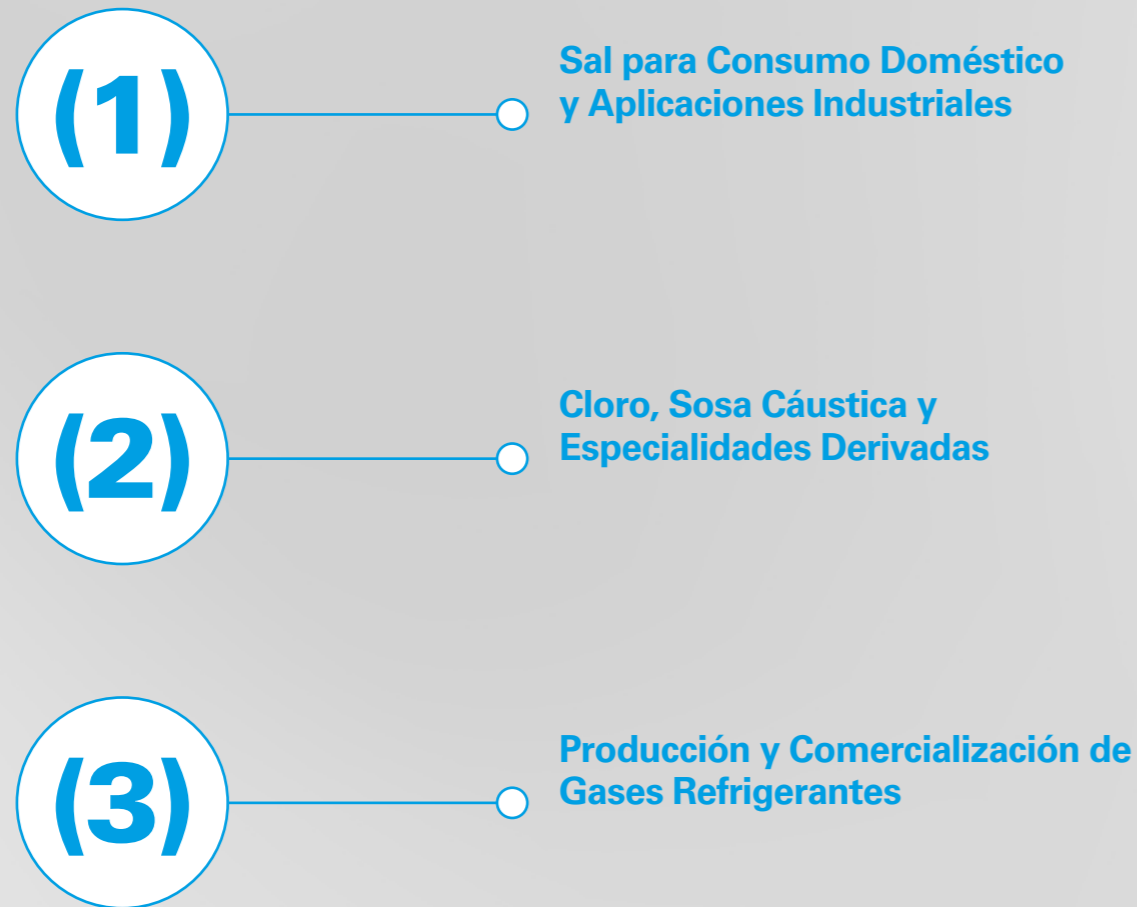 (1)
Sal para Consumo Doméstico
y Aplicaciones Industriales
(2)
Cloro, Sosa Cáustica y
Especialidades Derivadas
(3)
Producción y Comercialización de
Gases Refrigerantes